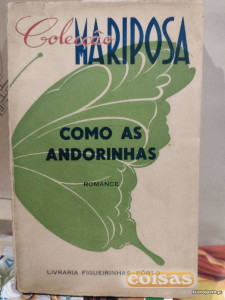 Colecção
MARIPOSA
COMO AS
ANDORINHAS
ROMANCE
LIVRARIA FIGUEIRINHAS - PÔRTO
coisas